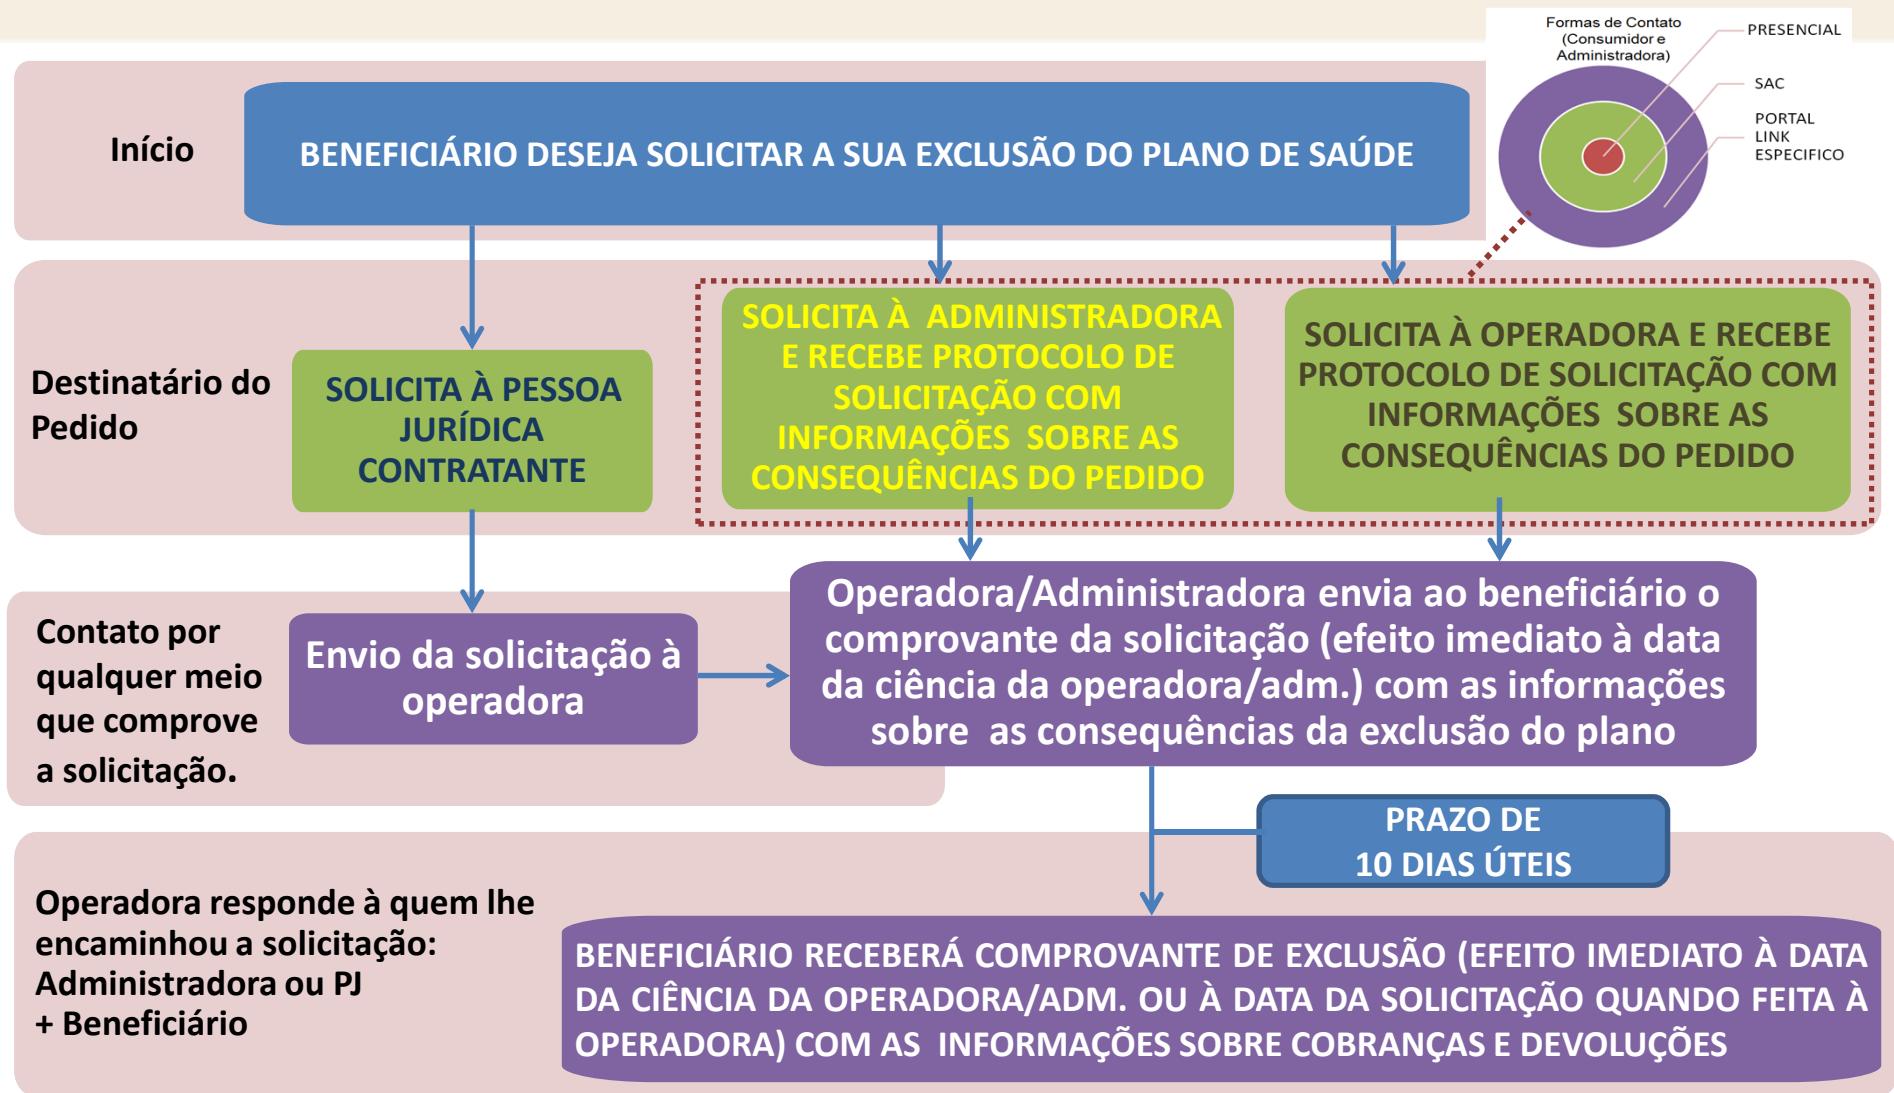 Formas de Contato
(Consumidor e
Administradora)
PRESENCIAL
SAC
PORTAL
LINK
ESPECIFICO
Início
BENEFICIÁRIO DESEJA SOLICITAR A SUA EXCLUSÃO DO PLANO DE SAÚDE
Destinatário do
Pedido
SOLICITA À PESSOA
JURÍDICA
CONTRATANTE
SOLICITA À ADMINISTRADORA
E RECEBE PROTOCOLO DE
SOLICITAÇÃO COM
INFORMAÇÕES SOBRE AS
CONSEQUÊNCIAS DO PEDIDO
SOLICITA À OPERADORA E RECEBE
PROTOCOLO DE SOLICITAÇÃO COM
INFORMAÇÕES SOBRE AS
CONSEQUÊNCIAS DO PEDIDO
Contato por
qualquer meio
que comprove
a solicitação.
Envio da solicitação à
operadora
Operadora/Administradora envia ao beneficiário o
comprovante da solicitação (efeito imediato à data
da ciência da operadora/adm.) com as informações
sobre as consequências da exclusão do plano
PRAZO DE
10 DIAS ÚTEIS
Operadora responde à quem lhe
encaminhou a solicitação:
Administradora ou PJ
+ Beneficiário
BENEFICIÁRIO RECEBERÁ COMPROVANTE DE EXCLUSÃO (EFEITO IMEDIATO À DATA
DA CIÊNCIA DA OPERADORA/ADM. OU À DATA DA SOLICITAÇÃO QUANDO FEITA À
OPERADORA) COM AS INFORMAÇÕES SOBRE COBRANÇAS E DEVOLUÇÕES